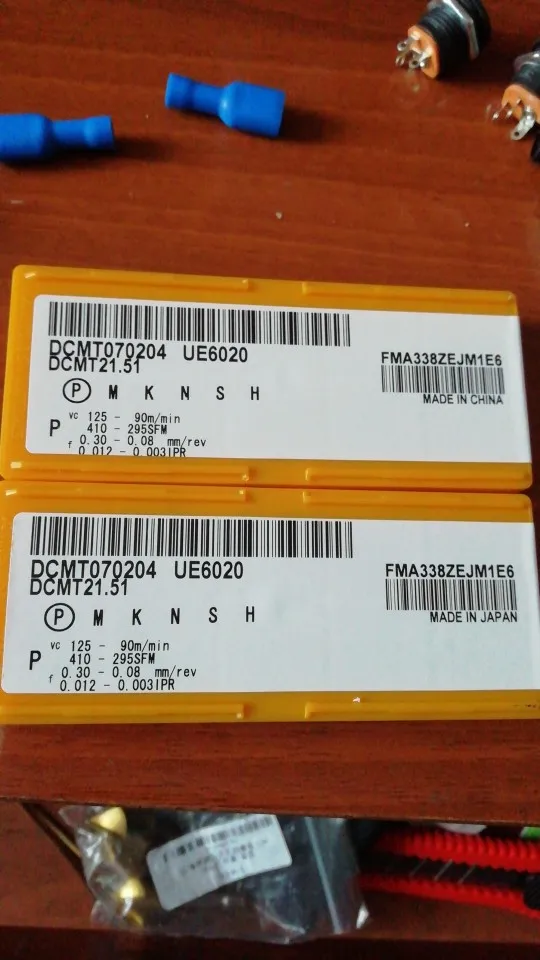 DCMT070204 UE6020
DCMT21.51
P M K N S H
P
vc 125 - 90m/min
410 - 295SFM
f 0.30 - 0.08 mm/rev
0.012 - 0.003IPR
FMA338ZEJM1E6
MADE IN CHINA
DCMT070204 UE6020
DCMT21.51
P M K N S H
P
vc 125 - 90m/min
410 - 295SFM
f 0.30 - 0.08 mm/rev
0.012 - 0.003IPR
FMA338ZEJM1E6
MADE IN JAPAN